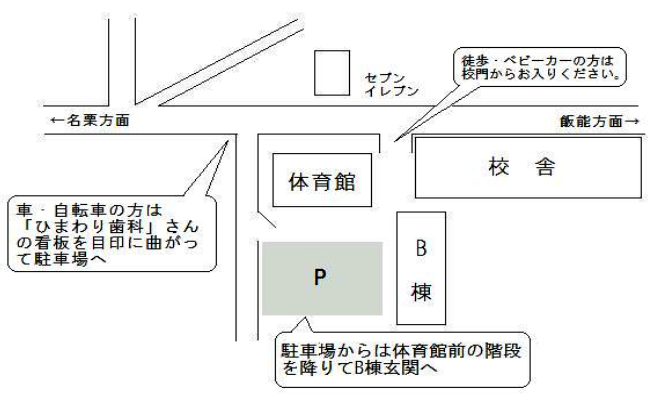 徒歩・ベビーカーの方は
校門からお入りください。
セブン
イレブン
←名栗方面
飯能方面→
体育館
校 舎
車・自転車の方は
「ひまわり歯科」さん
の看板を目印に曲がっ
て駐車場へ
P
B
棟
駐車場からは体育館前の階段
を降りてB棟玄関へ